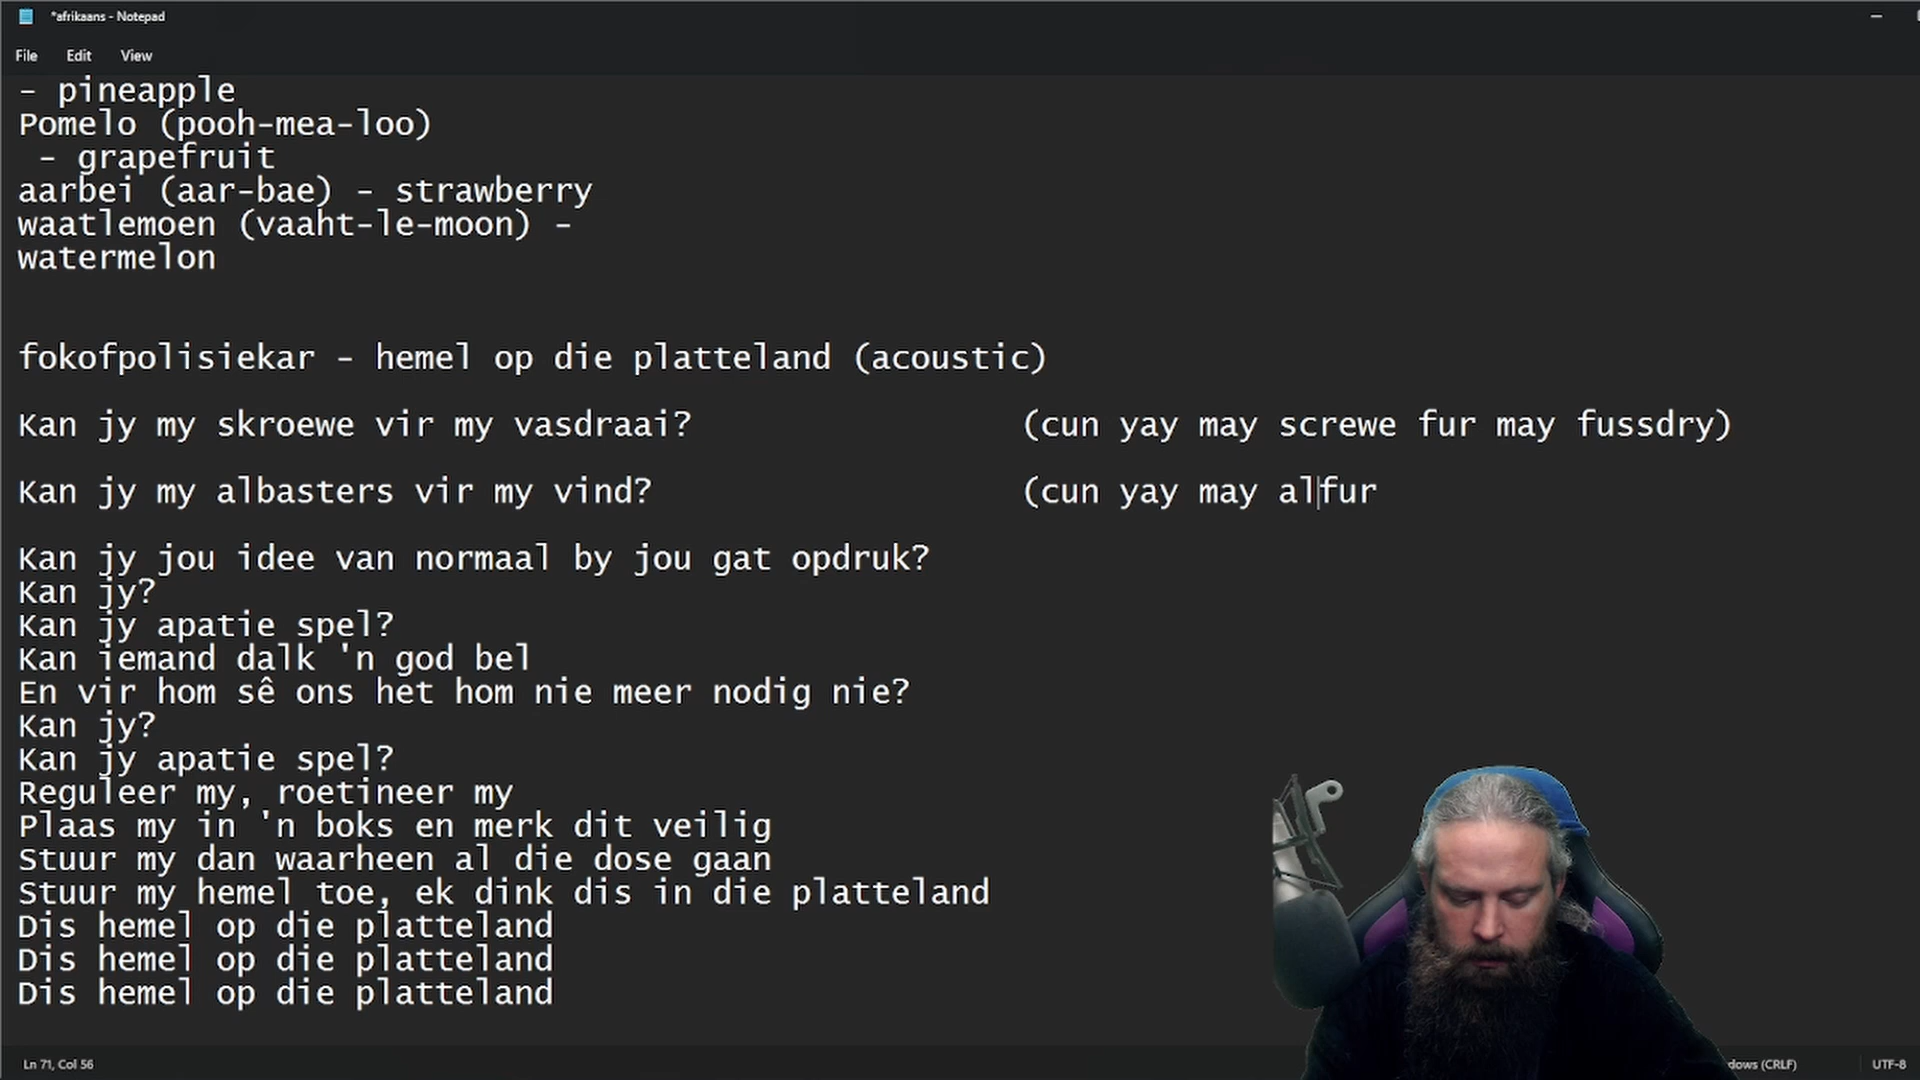 *afrikaans - Notepad
File Edit View
- pineapple
Pomelo (pooh-mea-loo)
- grapefruit
aarbei (aar-bae) - strawberry
waatlemoen (vaaht-le-moon) -
watermelon
fokofpolisiekar - hemel op die platteland (acoustic)
Kan jy my skroewe vir my vasdraai? (cun yay may screwe fur may fussdry)
Kan jy my albasters vir my vind? (cun yay may alfur
Kan jy jou idee van normaal by jou gat opdruk?
Kan jy?
Kan jy apatie spel?
Kan iemand dalk 'n god bel
En vir hom sê ons het hom nie meer nodig nie?
Kan jy?
Kan jy apatie spel?
Reguleer my, roetineer my
Plaas my in 'n boks en merk dit veilig
Stuur my dan waarheen al die dose gaan
Stuur my hemel toe, ek dink dis in die platteland
Dis hemel op die platteland
Dis hemel op die platteland
Dis hemel op die platteland
Ln 71, Col 56 dows (CRLF) UTF-8